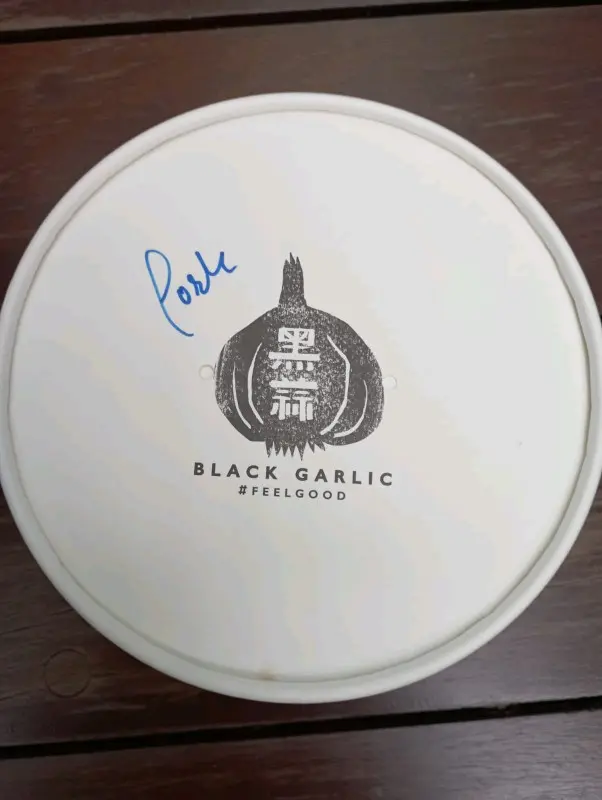 Pork
黑
蒜
BLACK GARLIC
#FEELGOOD